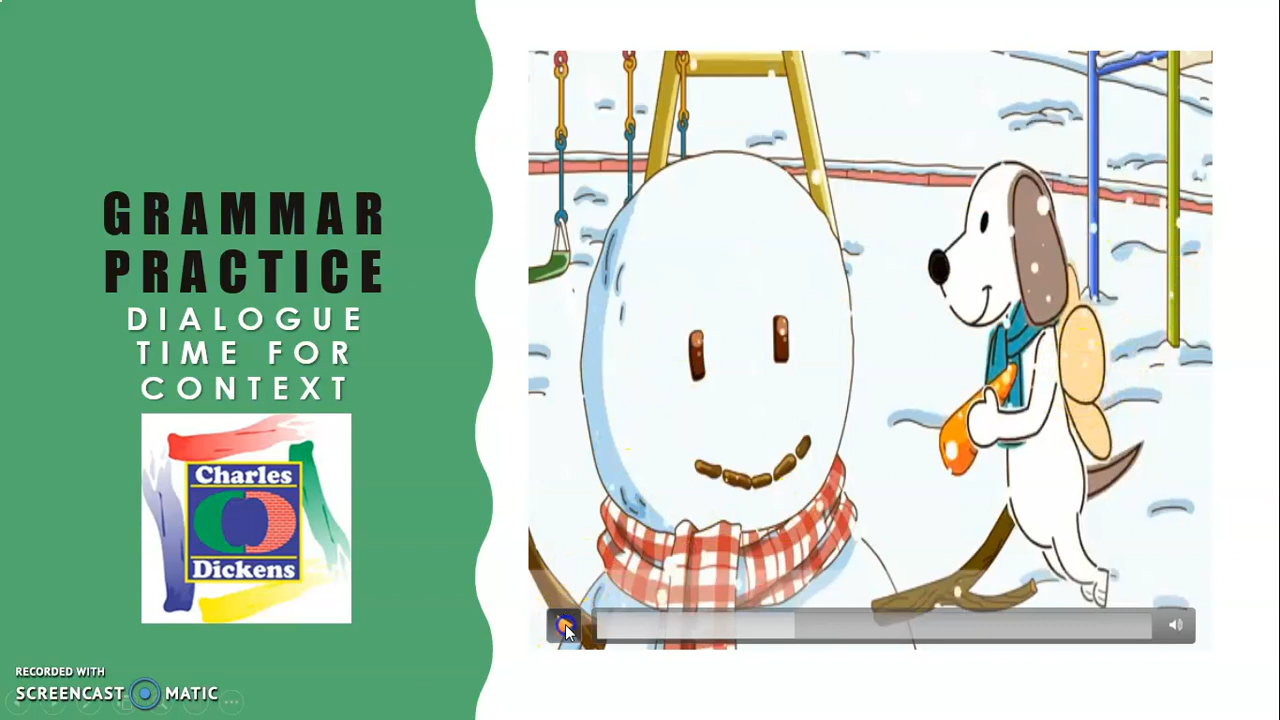 GRAMMAR
PRACTICE
DIALOGUE
TIME FOR
CONTEXT
Charles
Dickens
RECORDED WITH
SCREENCAST MATIC